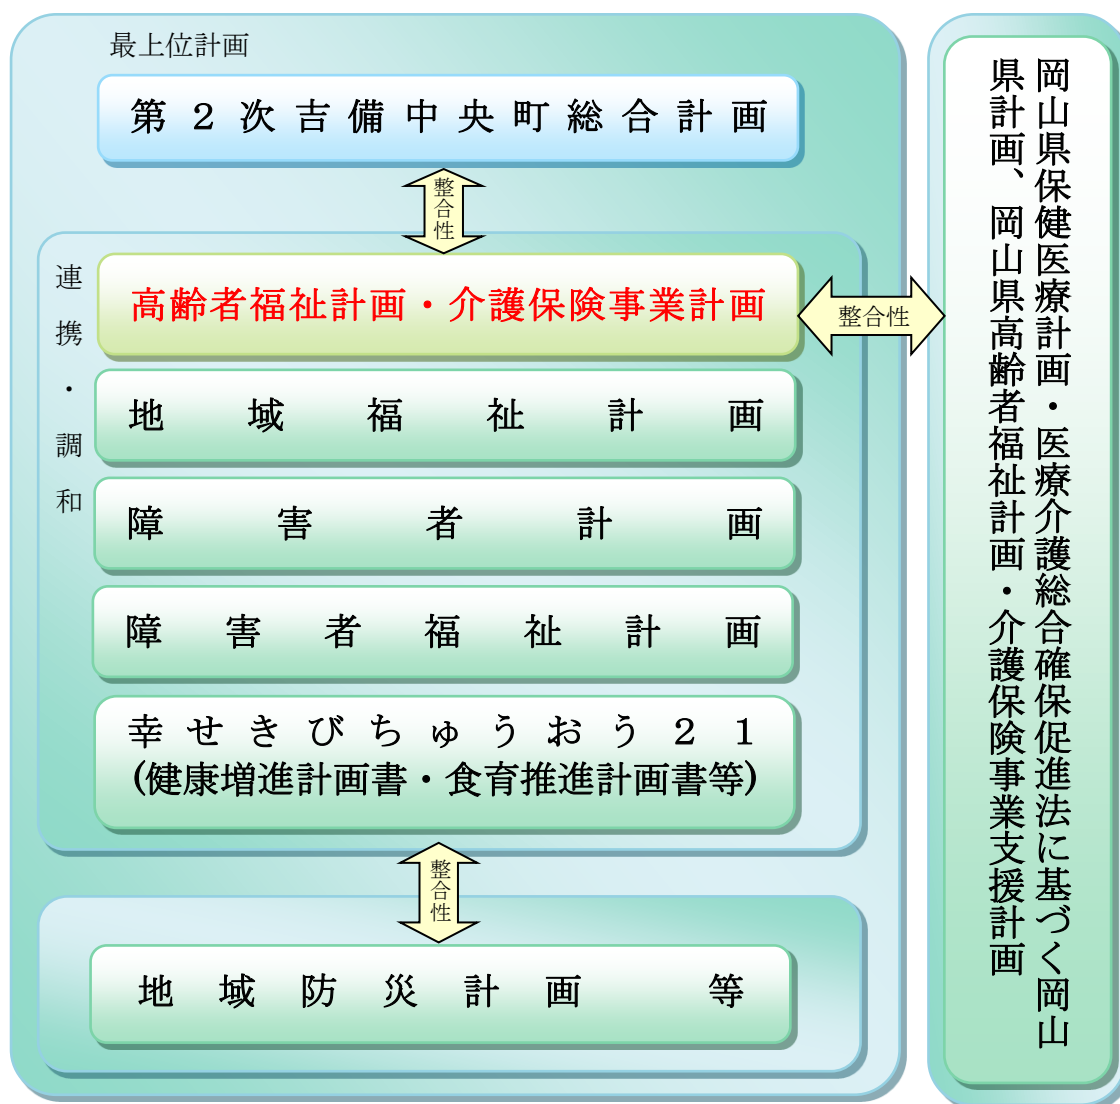 最上位計画
第２次吉備中央町総合計画
整合性
連携・調和
高齢者福祉計画・介護保険事業計画
整合性
地域福祉計画
障害者計画
障害者福祉計画
幸せきびちゅうおう２１
(健康増進計画書・食育推進計画書等)
整合性
地域防災計画　等
岡山県保健医療計画・医療介護総合確保促進法に基づく岡山
県計画、岡山県高齢者福祉計画・介護保険事業支援計画